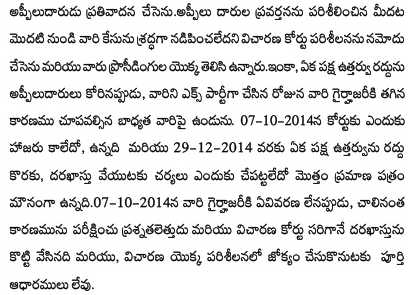 అప్పీలుదారుడు ప్రతివాదన చేసెను.అప్పీలు దారుల ప్రవర్తనను పరిశీలించిన మీదట
మొదటి నుండి వారి కేసును శ్రద్ధగా నడిపించలేదని విచారణ కోర్టు పరిశీలనను నమోదు
చేసెను మరియు వారు ప్రొసీడింగుల యొక్క తెలిసి ఉన్నారు.ఇంకా, ఏక పక్ష ఉత్తర్వు రద్దును
అప్పీలుదారులు కోరినప్పుడు, వారిని ఎక్స్ పార్టీగా చేసిన రోజున వారి గైర్హాజరీకి తగిన
కారణము చూపవల్సిన బాధ్యత వారిపై ఉండును. 07-10-2014న కోర్టుకు ఎందుకు
హాజరు కాలేదో, ఉన్నది మరియు 29-12-2014 వరకు ఏక పక్ష ఉత్తర్వును రద్దు
కొరకు, దరఖాస్తు వేయుటకు చర్యలు ఎందుకు చేపట్టలేదో మొత్తం ప్రమాణ పత్రం
మౌనంగా ఉన్నది.07-10-2014న వారి గైర్హాజరీకి ఏవివరణ లేనప్పుడు, చాలినంత
కారణమును పరీక్షించు ప్రశ్నతలెత్తుదు మరియు విచారణ కోర్టు సరిగానే దరఖాస్తును
కొట్టి వేసినది మరియు, విచారణ యొక్క పరిశీలనలో జోక్యం చేసుకొనుటకు పూర్తి
ఆధారములు లేవు.